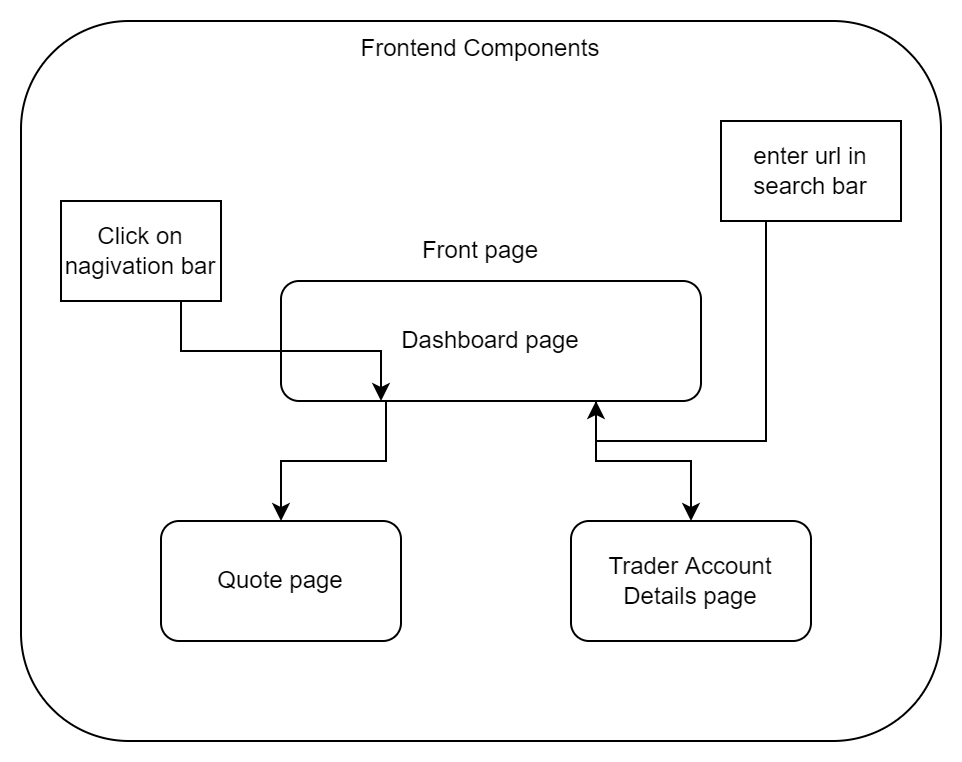 Frontend Components
enter url in
search bar
Click on
nagivation bar
Front page
Dashboard page
Quote page
Trader Account
Details page